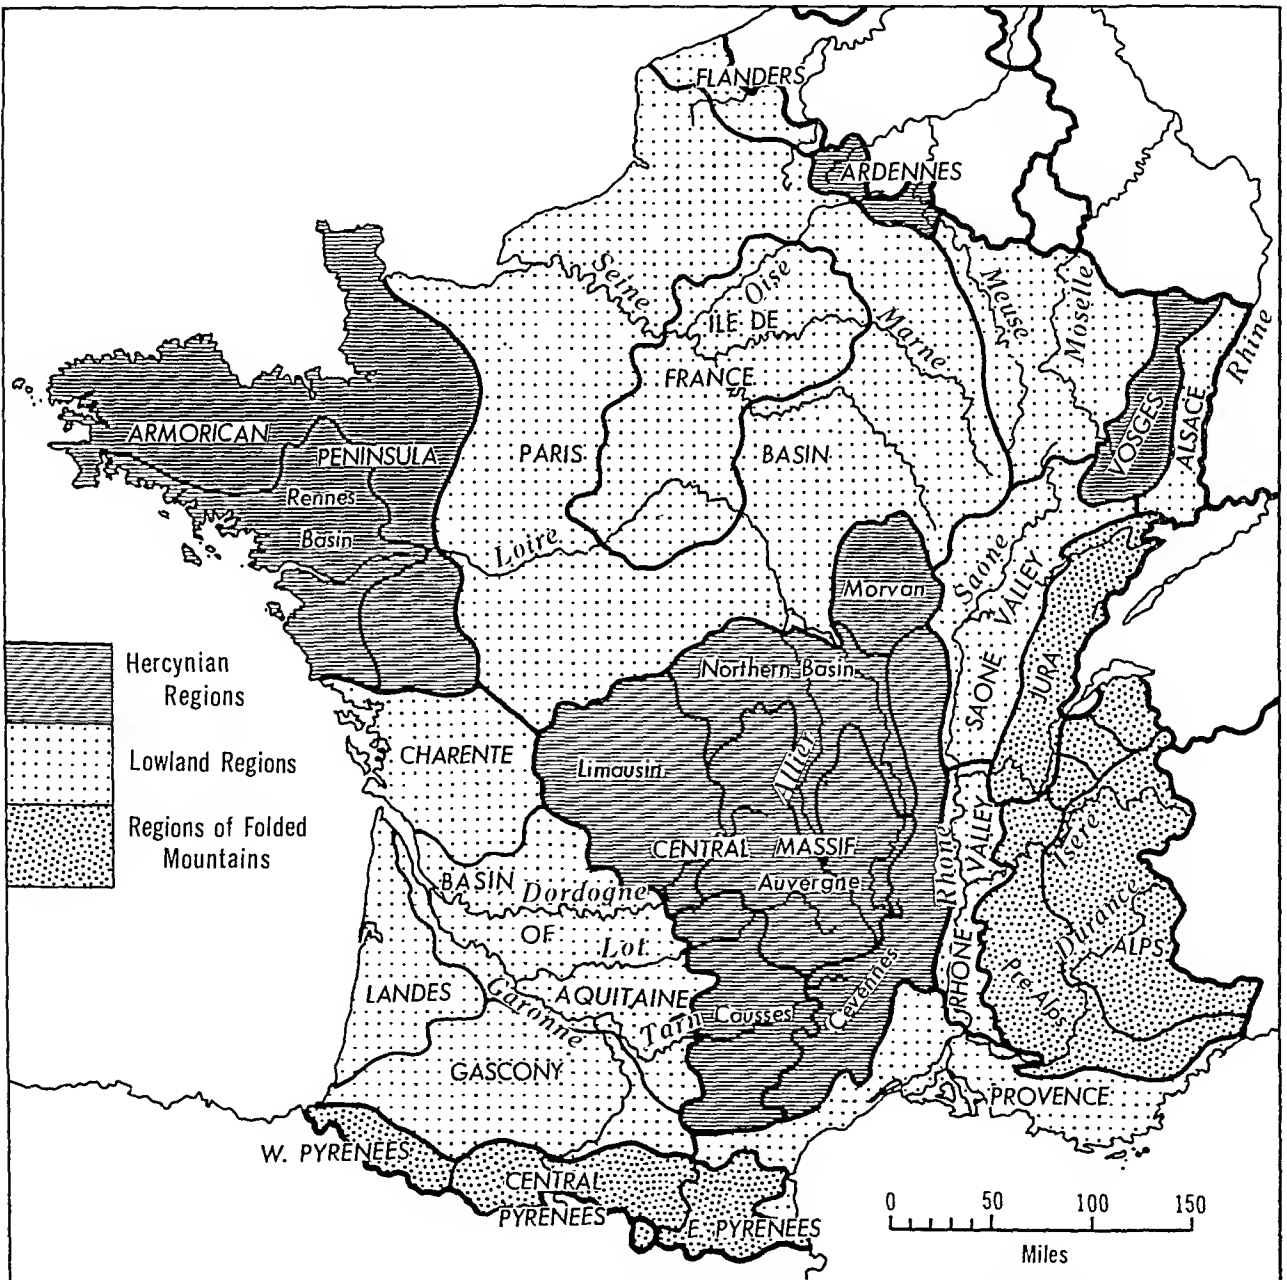 FLANDERS
ARDENNES
Seine
Oise
ILE DE
FRANCE
Marne
Meuse
Moselle
Rhine
VOSGES
ALSACE
ARMORICAN
PENINSULA
Rennes
Basin
PARIS
BASIN
Loire
Morvan
Saone
SAONE VALLEY
JURA
Hercynian
Regions
Lowland Regions
Regions of Folded
Mountains
Northern Basin
CHARENTE
Limousin
Allier
CENTRAL MASSIF
Auvergne
Rhone
RHONE VALLEY
Isére
Durance
ALPS
Pre Alps
BASIN
Dordogne
OF
Lot
AQUITAINE
LANDES
Garonne
Tarn
Causses
Cevennes
GASCONY
PROVENCE
W. PYRENEES
CENTRAL
PYRENEES
E. PYRENEES
0 50 100 150
Miles